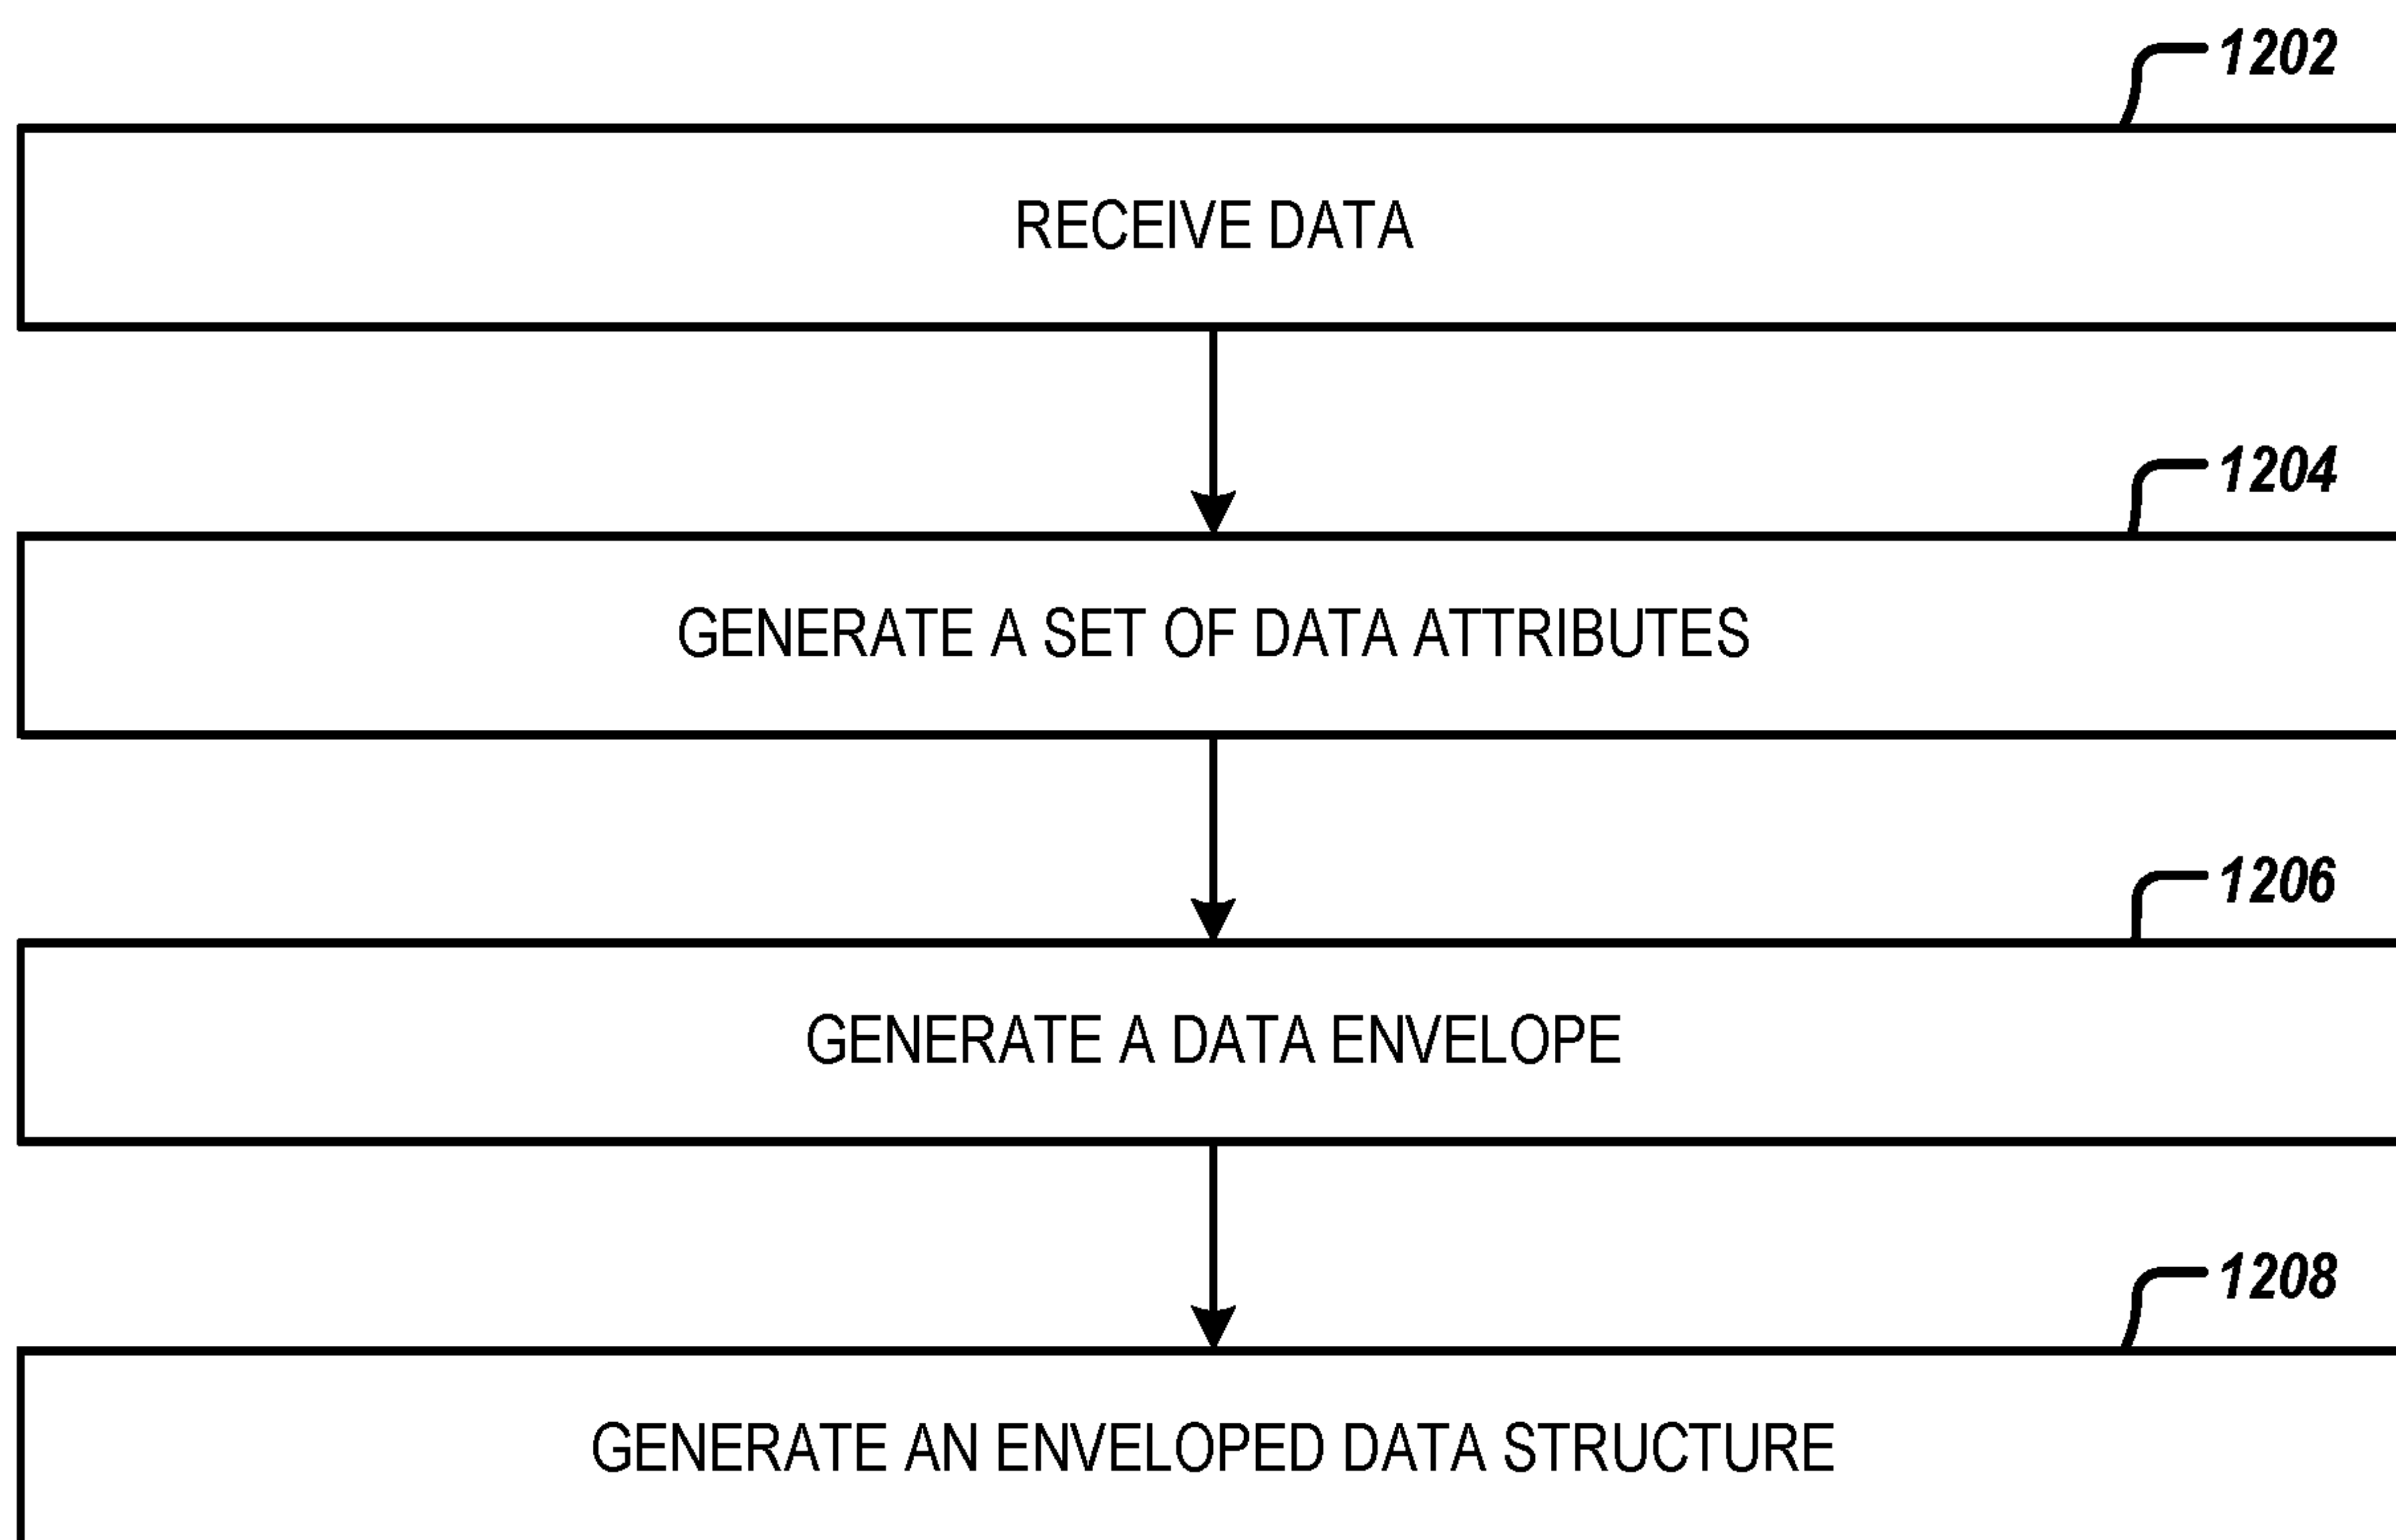 1202
RECEIVE DATA
1204
GENERATE A SET OF DATA ATTRIBUTES
1206
GENERATE A DATA ENVELOPE
1208
GENERATE AN ENVELOPED DATA STRUCTURE